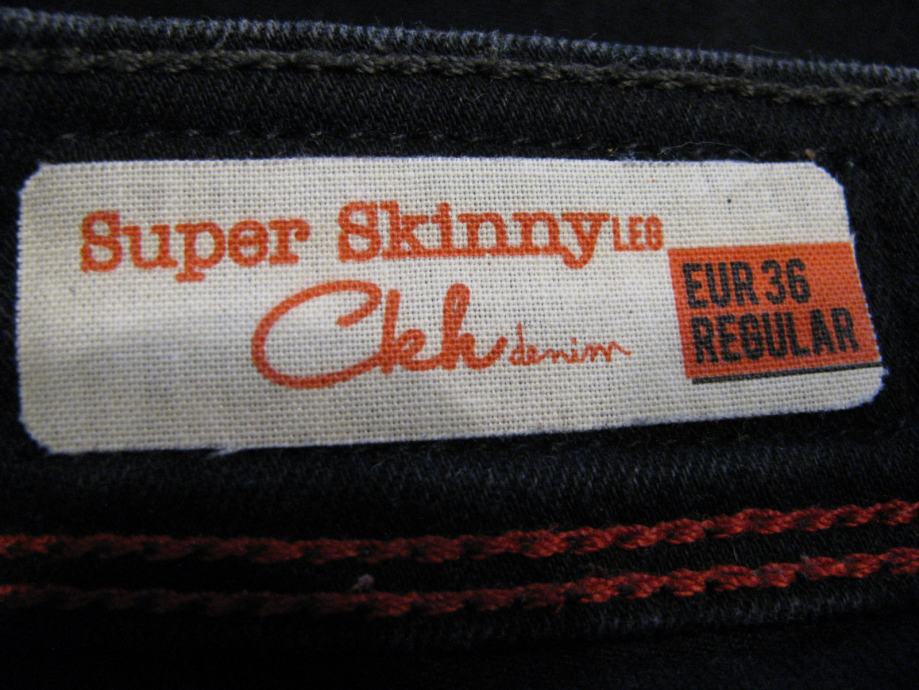 Super Skinny LEG
Ckh denim
EUR 36
REGULAR